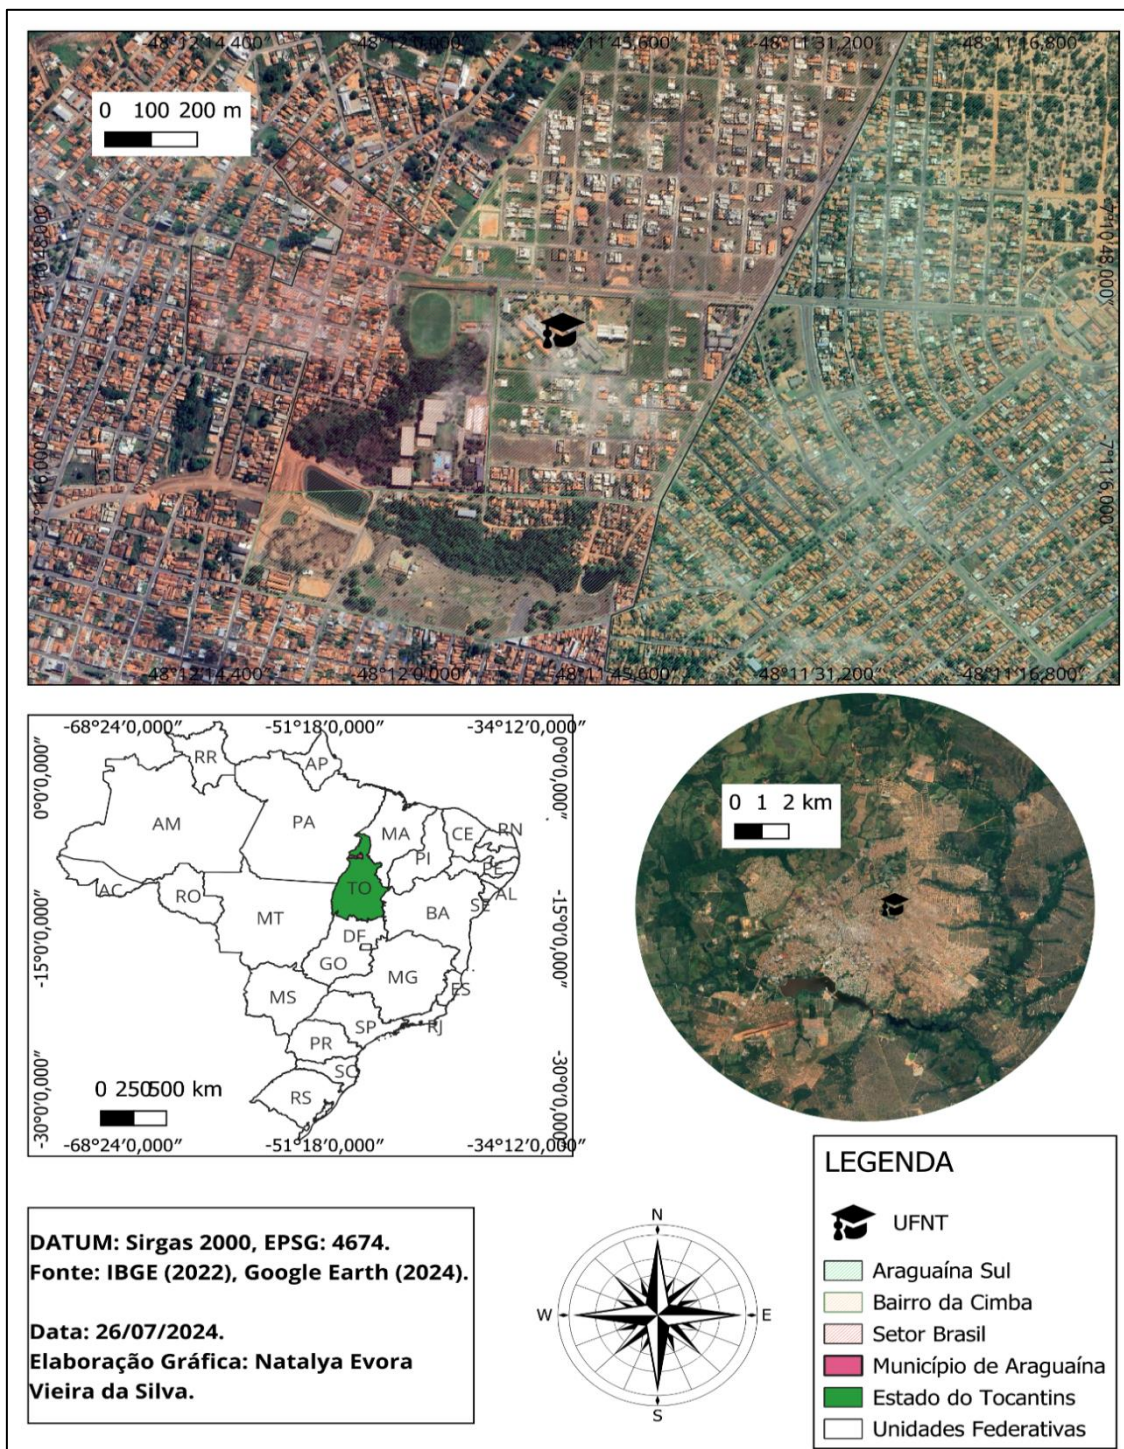 -48°12′14,400″ -48°12′0,000″ -48°11′45,600″ -48°11′31,200″ -48°11′16,800″
0 100 200 m
-7°10′48,000″
-7°10′48,000″
-7°11′6,000″
-7°11′6,000″
-48°12′14,400″ -48°12′0,000″ -48°11′45,600″ -48°11′31,200″ -48°11′16,800″
-68°24′0,000″ -51°18′0,000″ -34°12′0,000″
0°0′0,000″
0°0′0,000″
RR
AP
AM
PA
MA
CE
RN
PI
PE
AC
RO
TO
AL
SE
MT
BA
-15°0′0,000″
-15°0′0,000″
DF
GO
MG
MS
ES
SP
RJ
PR
SC
RS
0 250 500 km
-30°0′0,000″
-30°0′0,000″
-68°24′0,000″ -51°18′0,000″ -34°12′0,000″
0 1 2 km
DATUM: Sirgas 2000, EPSG: 4674.
Fonte: IBGE (2022), Google Earth (2024).
Data: 26/07/2024.
Elaboração Gráfica: Natalya Evora
Vieira da Silva.
N
W E
S
LEGENDA
UFNT
Araguaína Sul
Bairro da Cimba
Setor Brasil
Município de Araguaína
Estado do Tocantins
Unidades Federativas